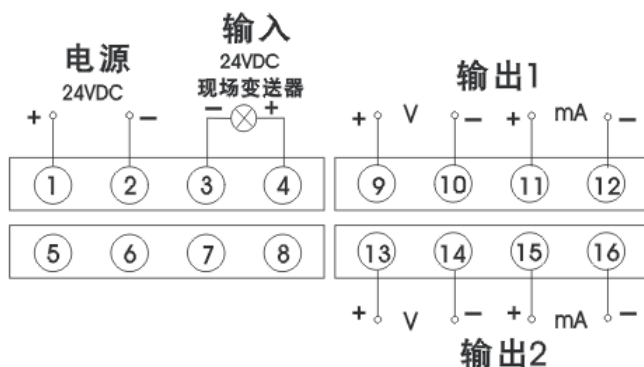 电源
24VDC
+ −
输入
24VDC
现场变送器
− +
输出1
+ V − + mA −
1 2 3 4
9 10 11 12
5 6 7 8
13 14 15 16
+ V − + mA −
输出2